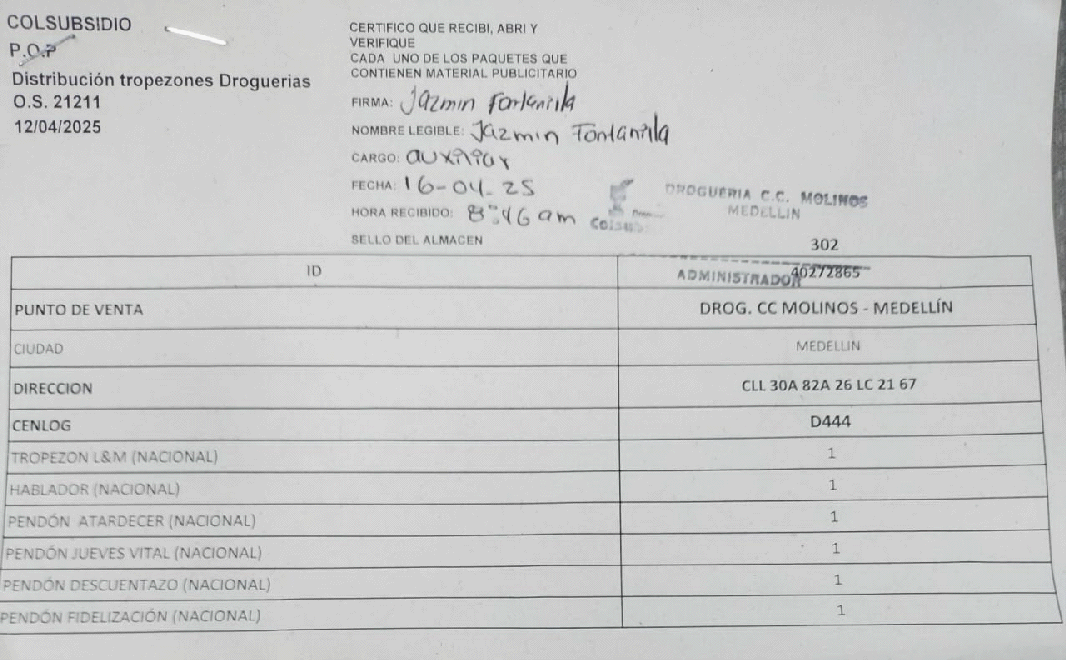 COLSUBSIDIO
P.O.P
Distribución tropezones Droguerias
O.S. 21211
12/04/2025
CERTIFICO QUE RECIBI, ABRI Y
VERIFIQUE
CADA UNO DE LOS PAQUETES QUE
CONTIENEN MATERIAL PUBLICITARIO
FIRMA: Jazmin Fontanilla
NOMBRE LEGIBLE: Jazmin Fontanilla
CARGO: auxiliar
FECHA: 16-04-25
HORA RECIBIDO: 8:46 am
SELLO DEL ALMACEN
DROGUERIA C.C. MOLINOS
MEDELLIN
ADMINISTRADOR
302
ID 40272865
PUNTO DE VENTA DROG. CC MOLINOS - MEDELLÍN
CIUDAD MEDELLIN
DIRECCION CLL 30A 82A 26 LC 21 67
CENLOG D444
TROPEZON L&M (NACIONAL) 1
HABLADOR (NACIONAL) 1
PENDÓN ATARDECER (NACIONAL) 1
PENDÓN JUEVES VITAL (NACIONAL) 1
PENDÓN DESCUENTAZO (NACIONAL) 1
PENDÓN FIDELIZACIÓN (NACIONAL) 1